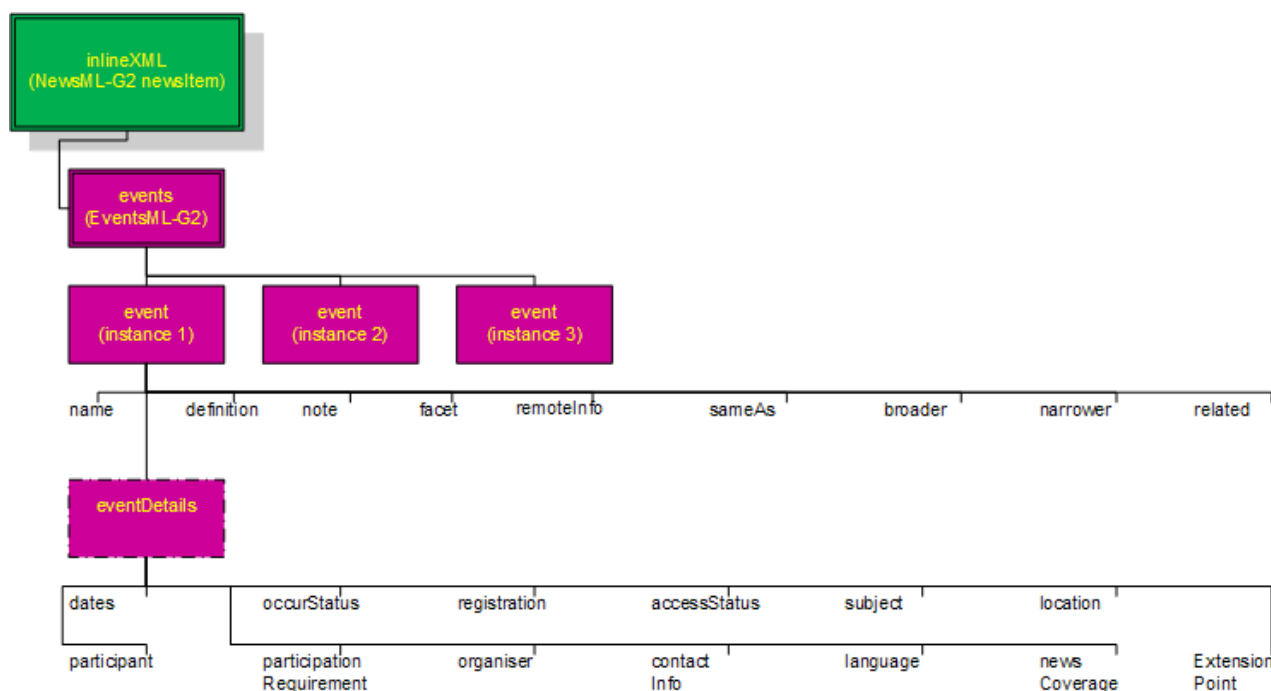 inlineXML
(NewsML-G2 newsItem)
events
(EventsML-G2)
event
(instance 1)
event
(instance 2)
event
(instance 3)
name definition note facet remoteInfo sameAs broader narrower related
eventDetails
dates occurStatus registration accessStatus subject location
participant participation organiser contact language news Extension
Requirement Info Coverage Point